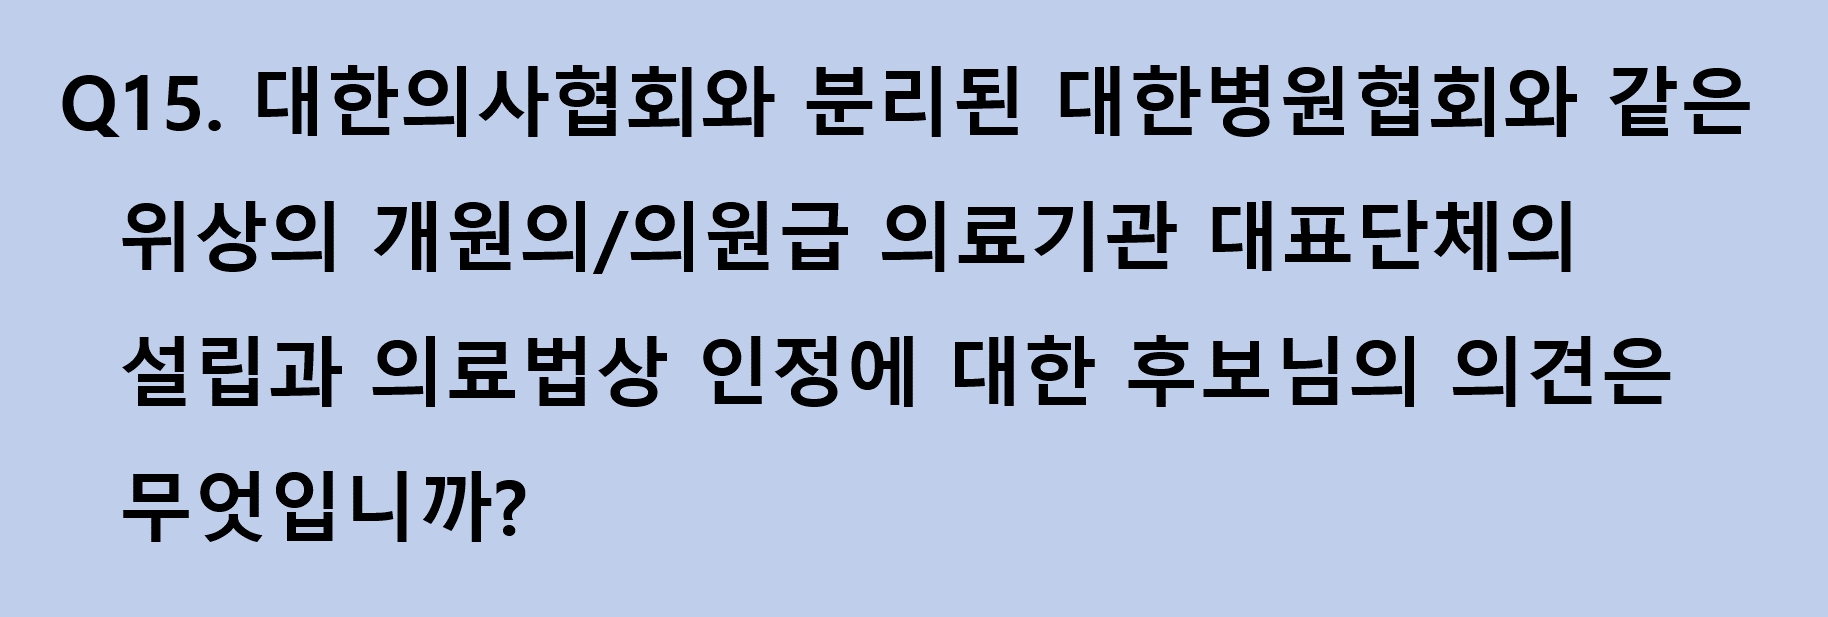 Q15. 대한의사협회와 분리된 대한병원협회와 같은
위상의 개원의/의원급 의료기관 대표단체의
설립과 의료법상 인정에 대한 후보님의 의견은
무엇입니까?